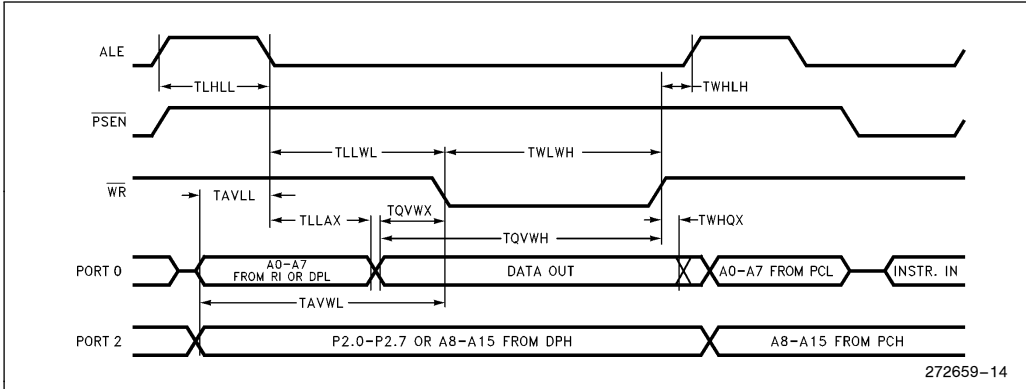 ALE
TLHLL
TWHLH
PSEN
TLLWL
TWLWH
WR
TAVLL
TLLAX
TQVWX
TWHQX
TQVWH
PORT 0
A0–A7
FROM RI OR DPL
DATA OUT
A0–A7 FROM PCL
INSTR. IN
TAVWL
PORT 2
P2.0–P2.7 OR A8–A15 FROM DPH
A8–A15 FROM PCH
272659–14